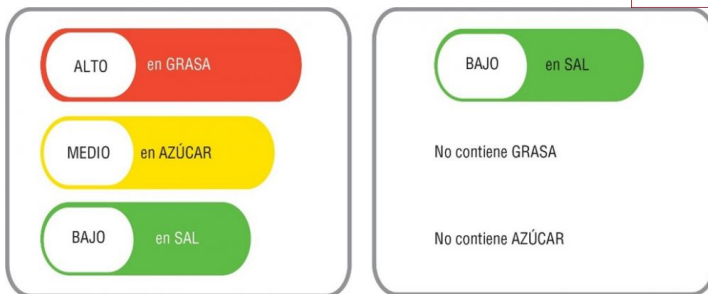 ALTO en GRASA
MEDIO en AZÚCAR
BAJO en SAL
BAJO en SAL
No contiene GRASA
No contiene AZÚCAR